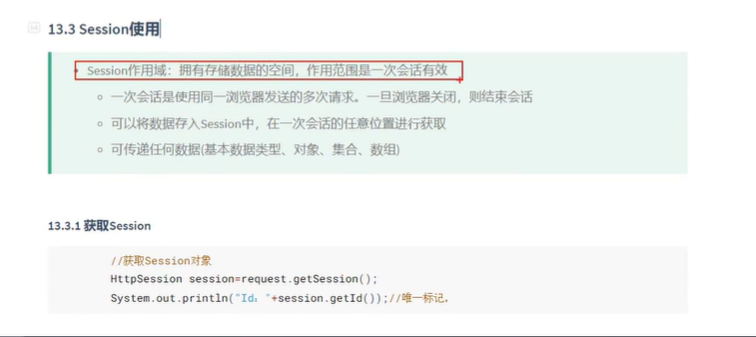 13.3 Session使用
Session作用域：拥有存储数据的空间，作用范围是一次会话有效
一次会话是使用同一浏览器发送的多次请求。一旦浏览器关闭，则结束会话
可以将数据存入Session中，在一次会话的任意位置进行获取
可传递任何数据(基本数据类型、对象、集合、数组)
13.3.1 获取Session
//获取Session对象
HttpSession session=request.getSession();
System.out.println("Id："+session.getId());//唯一标记。